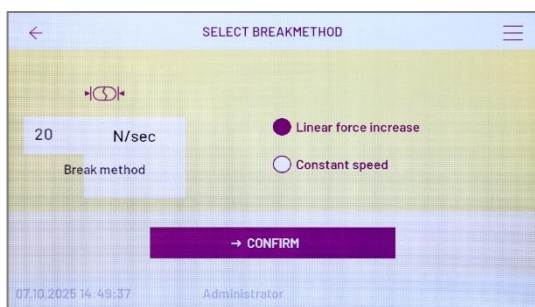 SELECT BREAKMETHOD
20 N/sec
Break method
Linear force increase
Constant speed
→ CONFIRM
07.10.2025 14:49:37 Administrator